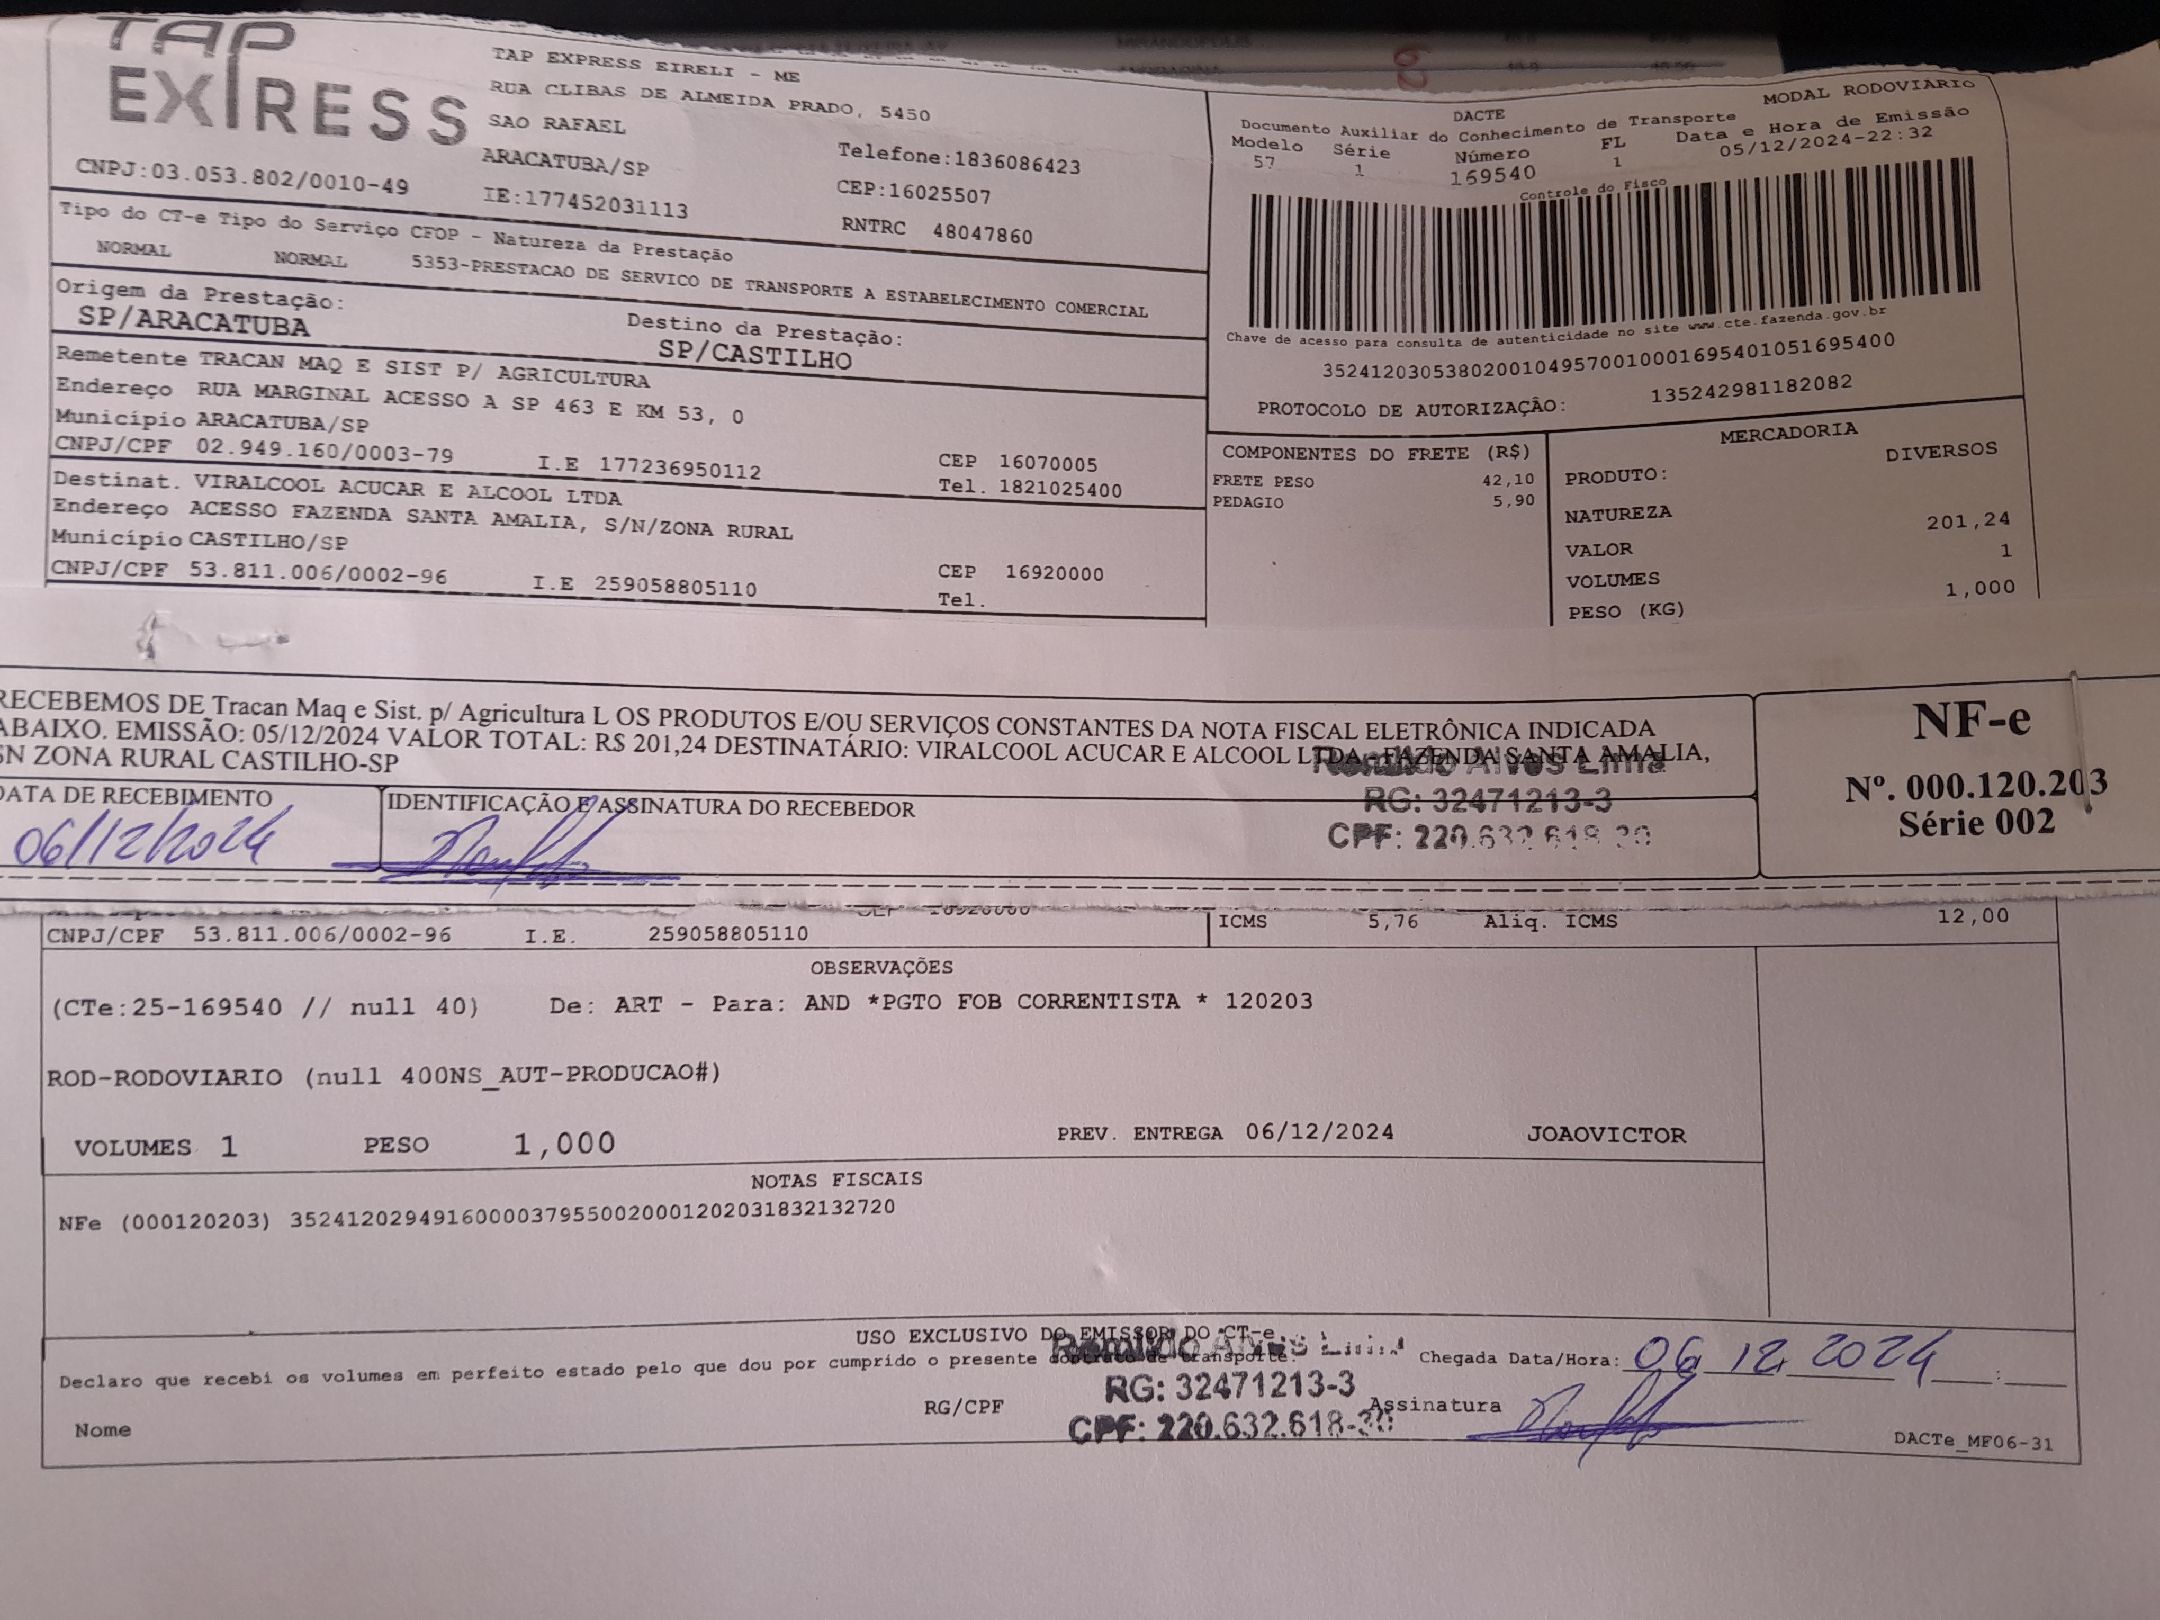 TAP
EXPRESS
TAP EXPRESS EIRELI - ME
RUA CLIBAS DE ALMEIDA PRADO, 5450
SAO RAFAEL
ARACATUBA/SP
Telefone:1836086423
CNPJ:03.053.802/0010-49
IE:177452031113
CEP:16025507
RNTRC 48047860
Tipo do CT-e Tipo do Serviço CFOP - Natureza da Prestação
NORMAL NORMAL 5353-PRESTACAO DE SERVICO DE TRANSPORTE A ESTABELECIMENTO COMERCIAL
Origem da Prestação:
SP/ARACATUBA
Destino da Prestação:
SP/CASTILHO
Remetente TRACAN MAQ E SIST P/ AGRICULTURA
Endereço RUA MARGINAL ACESSO A SP 463 E KM 53, 0
Município ARACATUBA/SP
CNPJ/CPF 02.949.160/0003-79 I.E 177236950112
CEP 16070005
Tel. 1821025400
Destinat. VIRALCOOL ACUCAR E ALCOOL LTDA
Endereço ACESSO FAZENDA SANTA AMALIA, S/N/ZONA RURAL
Município CASTILHO/SP
CNPJ/CPF 53.811.006/0002-96 I.E 259058805110
CEP 16920000
Tel.
MODAL RODOVIARIO
DACTE
Documento Auxiliar do Conhecimento de Transporte
Modelo Série Número FL Data e Hora de Emissão
57 1 169540 1 05/12/2024-22:32
Controle do Fisco
Chave de acesso para consulta de autenticidade no site www.cte.fazenda.gov.br
35241203053802001049570010001695401051695400
PROTOCOLO DE AUTORIZAÇÃO: 135242981182082
COMPONENTES DO FRETE (R$)
FRETE PESO 42,10
PEDAGIO 5,90
MERCADORIA
PRODUTO: DIVERSOS
NATUREZA
VALOR 201,24
VOLUMES 1
PESO (KG) 1,000
RECEBEMOS DE Tracan Maq e Sist. p/ Agricultura L OS PRODUTOS E/OU SERVIÇOS CONSTANTES DA NOTA FISCAL ELETRÔNICA INDICADA
ABAIXO. EMISSÃO: 05/12/2024 VALOR TOTAL: R$ 201,24 DESTINATÁRIO: VIRALCOOL ACUCAR E ALCOOL LTDA - FAZENDA SANTA AMALIA,
SN ZONA RURAL CASTILHO-SP
DATA DE RECEBIMENTO
06/12/2024
IDENTIFICAÇÃO E ASSINATURA DO RECEBEDOR
Alves Lima
RG: 32471213-3
CPF: 220.632.618-30
NF-e
Nº. 000.120.203
Série 002
CEP 16920000
CNPJ/CPF 53.811.006/0002-96 I.E. 259058805110
ICMS 5,76 Aliq. ICMS 12,00
OBSERVAÇÕES
(CTe:25-169540 // null 40) De: ART - Para: AND *PGTO FOB CORRENTISTA * 120203
ROD-RODOVIARIO (null 400NS_AUT-PRODUCAO#)
VOLUMES 1 PESO 1,000 PREV. ENTREGA 06/12/2024 JOAOVICTOR
NOTAS FISCAIS
NFe (000120203) 35241202949160000379550020001202031832132720
USO EXCLUSIVO DO EMISSOR DO CT-e
Declaro que recebi os volumes em perfeito estado pelo que dou por cumprido o presente contrato de transporte.
Chegada Data/Hora: 06 12 2024 :
RG: 32471213-3
CPF: 220.632.618-30
Nome
RG/CPF
Assinatura
DACTe_MF06-31